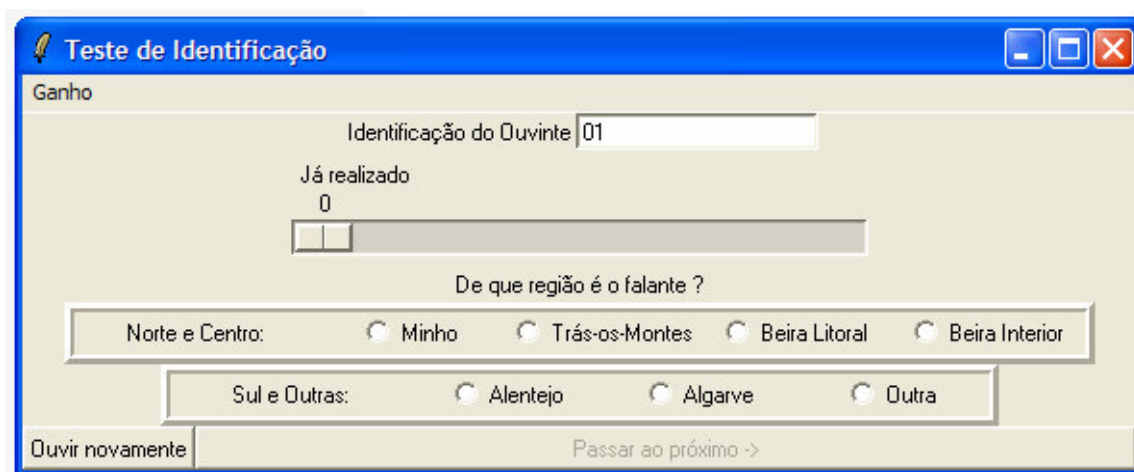 Teste de Identificação
Ganho
Identificação do Ouvinte 01
Já realizado
0
De que região é o falante ?
Norte e Centro: Minho Trás-os-Montes Beira Litoral Beira Interior
Sul e Outras: Alentejo Algarve Outra
Ouvir novamente Passar ao próximo ->